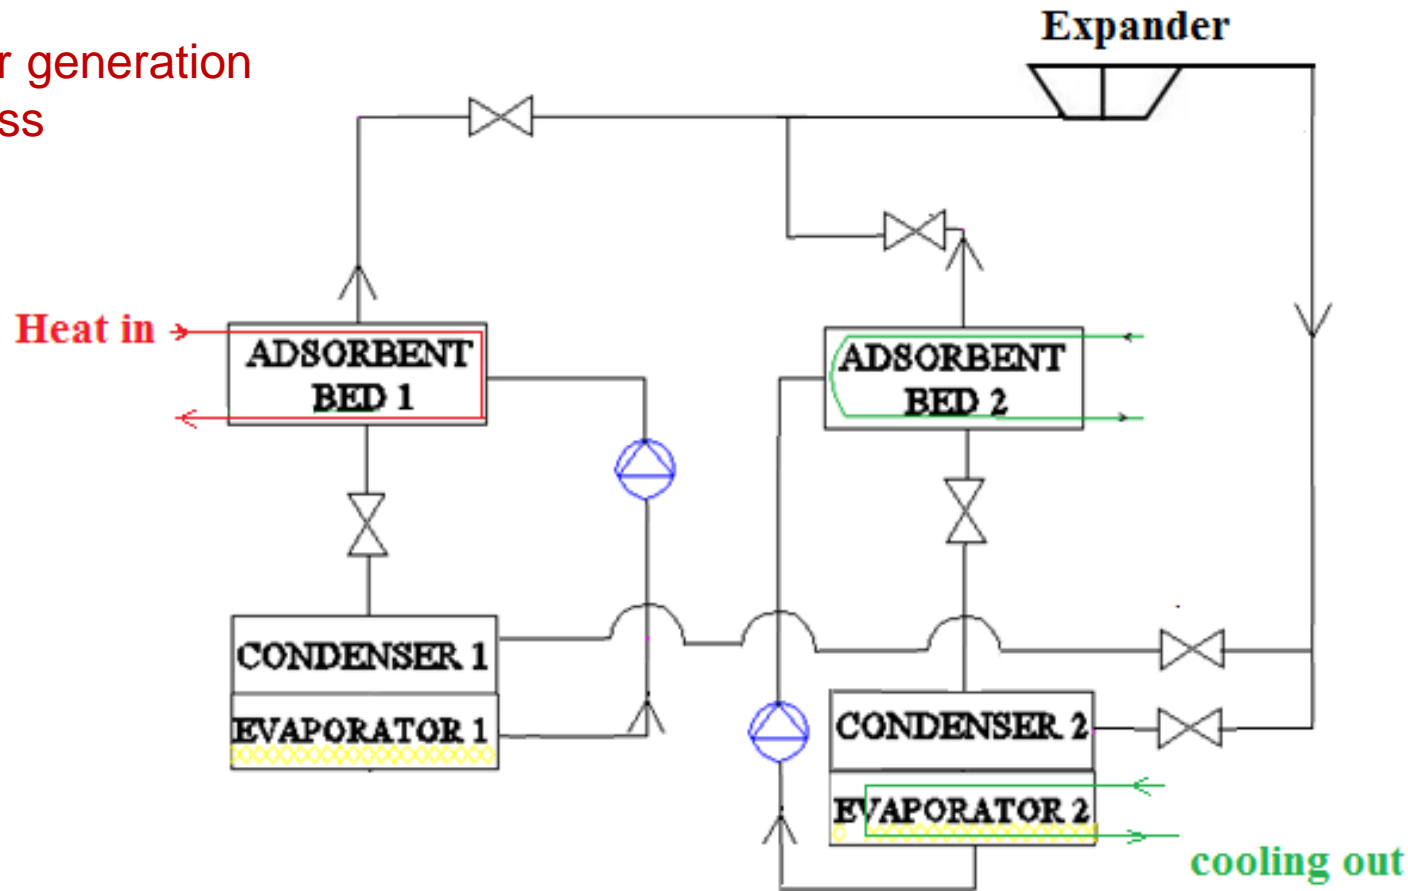 Expander
r generation
ss
Heat in
ADSORBENT
BED 1
ADSORBENT
BED 2
CONDENSER 1
EVAPORATOR 1
CONDENSER 2
EVAPORATOR 2
cooling out